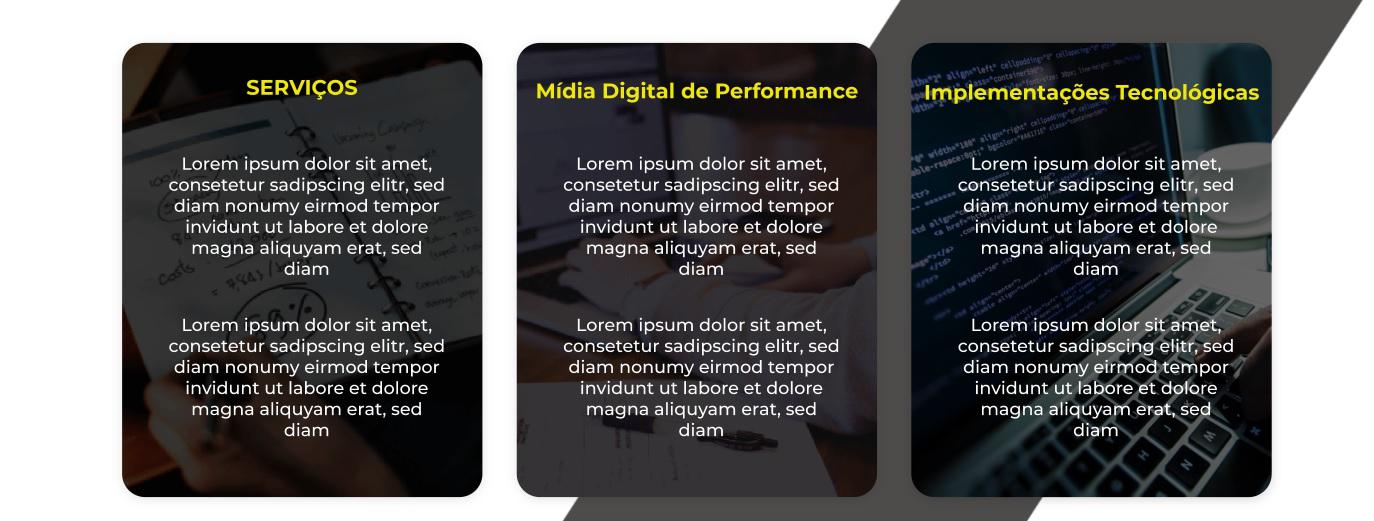 SERVIÇOS
Lorem ipsum dolor sit amet,
consetetur sadipscing elitr, sed
diam nonumy eirmod tempor
invidunt ut labore et dolore
magna aliquyam erat, sed
diam
Lorem ipsum dolor sit amet,
consetetur sadipscing elitr, sed
diam nonumy eirmod tempor
invidunt ut labore et dolore
magna aliquyam erat, sed
diam
Mídia Digital de Performance
Lorem ipsum dolor sit amet,
consetetur sadipscing elitr, sed
diam nonumy eirmod tempor
invidunt ut labore et dolore
magna aliquyam erat, sed
diam
Lorem ipsum dolor sit amet,
consetetur sadipscing elitr, sed
diam nonumy eirmod tempor
invidunt ut labore et dolore
magna aliquyam erat, sed
diam
Implementações Tecnológicas
Lorem ipsum dolor sit amet,
consetetur sadipscing elitr, sed
diam nonumy eirmod tempor
invidunt ut labore et dolore
magna aliquyam erat, sed
diam
Lorem ipsum dolor sit amet,
consetetur sadipscing elitr, sed
diam nonumy eirmod tempor
invidunt ut labore et dolore
magna aliquyam erat, sed
diam